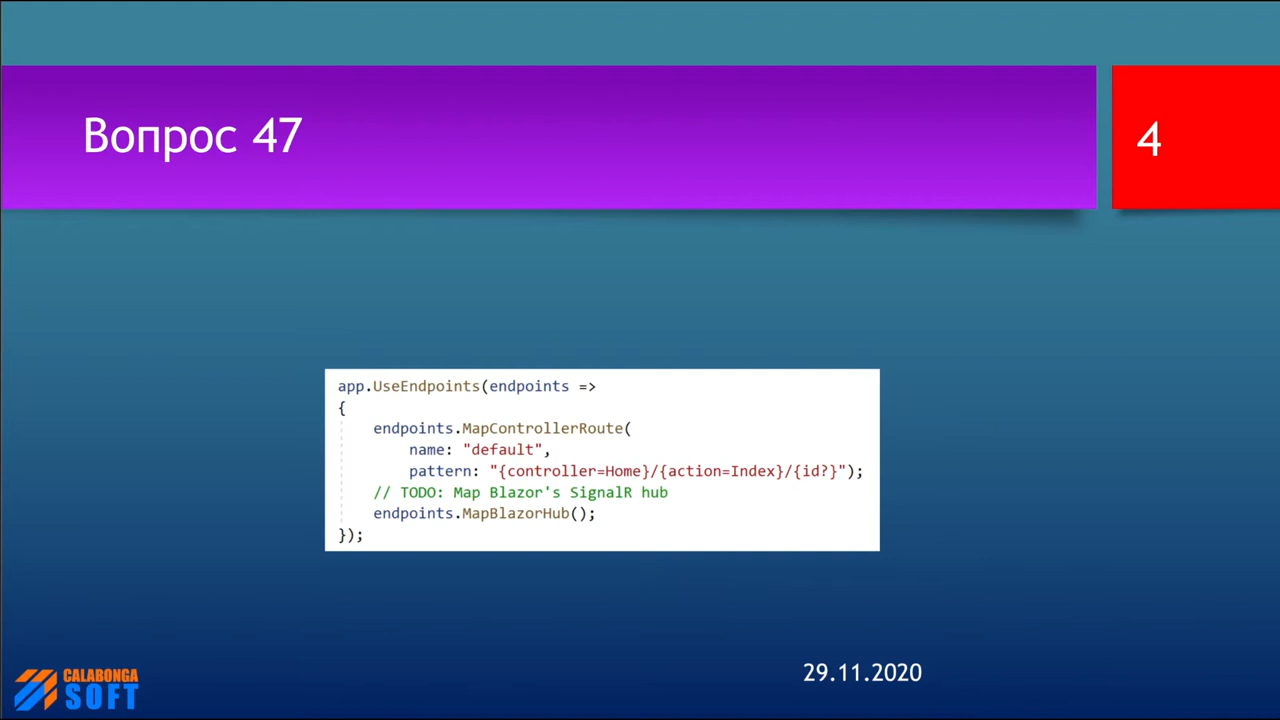 Вопрос 47
4
app.UseEndpoints(endpoints =>
{
    endpoints.MapControllerRoute(
        name: "default",
        pattern: "{controller=Home}/{action=Index}/{id?}");
    // TODO: Map Blazor's SignalR hub
    endpoints.MapBlazorHub();
});
CALABONGA
SOFT
29.11.2020